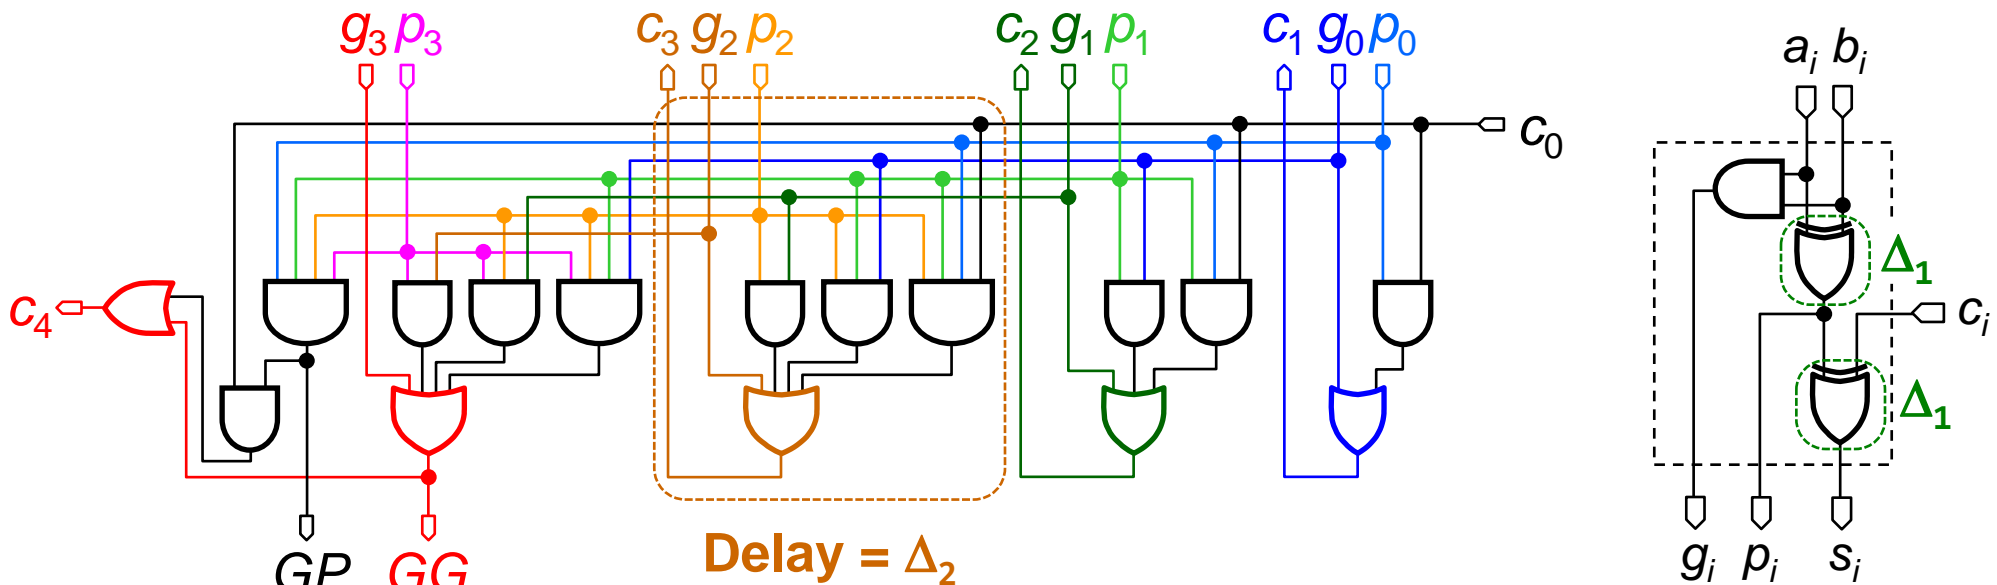 g3 p3 c3 g2 p2 c2 g1 p1 c1 g0 p0
ai bi
c0
Δ1
c4
ci
Δ1
Delay = Δ2
GP GG
gi pi si